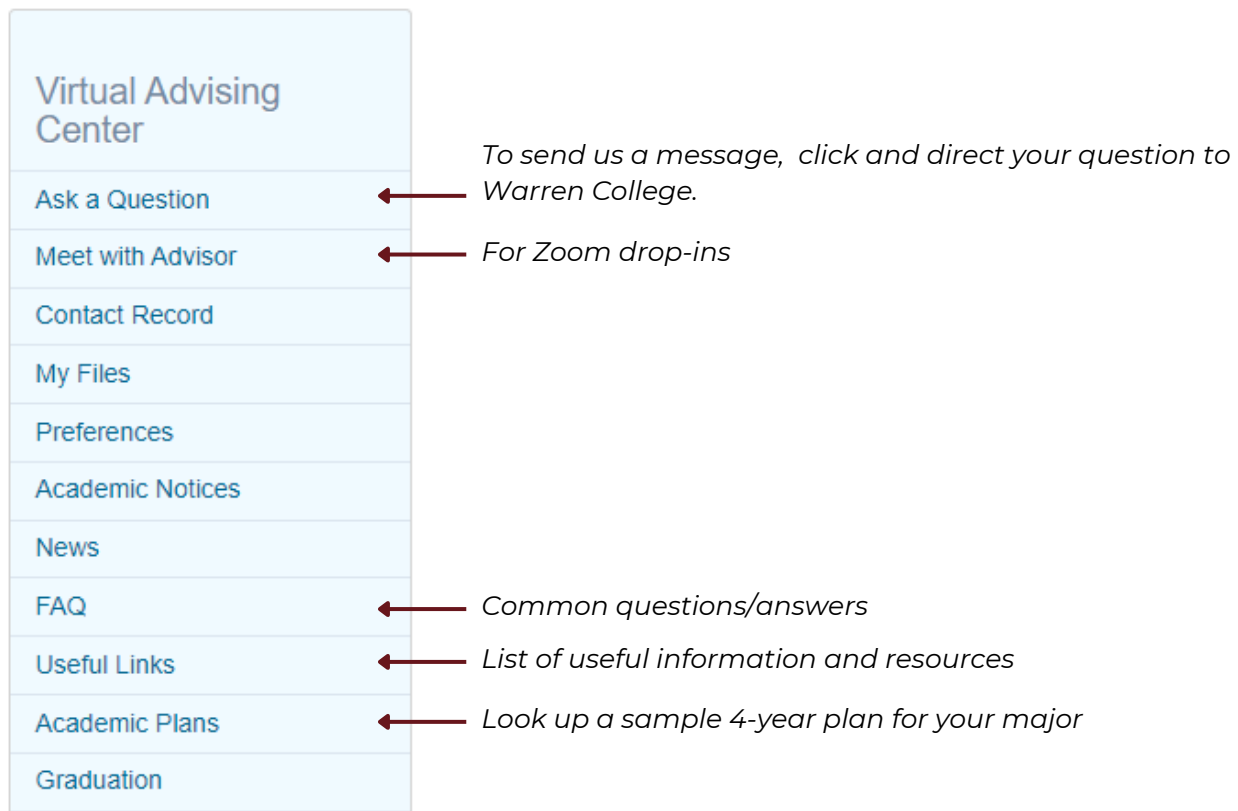 Virtual Advising
Center
Ask a Question
To send us a message, click and direct your question to
Warren College.
Meet with Advisor
For Zoom drop-ins
Contact Record
My Files
Preferences
Academic Notices
News
FAQ
Common questions/answers
Useful Links
List of useful information and resources
Academic Plans
Look up a sample 4-year plan for your major
Graduation